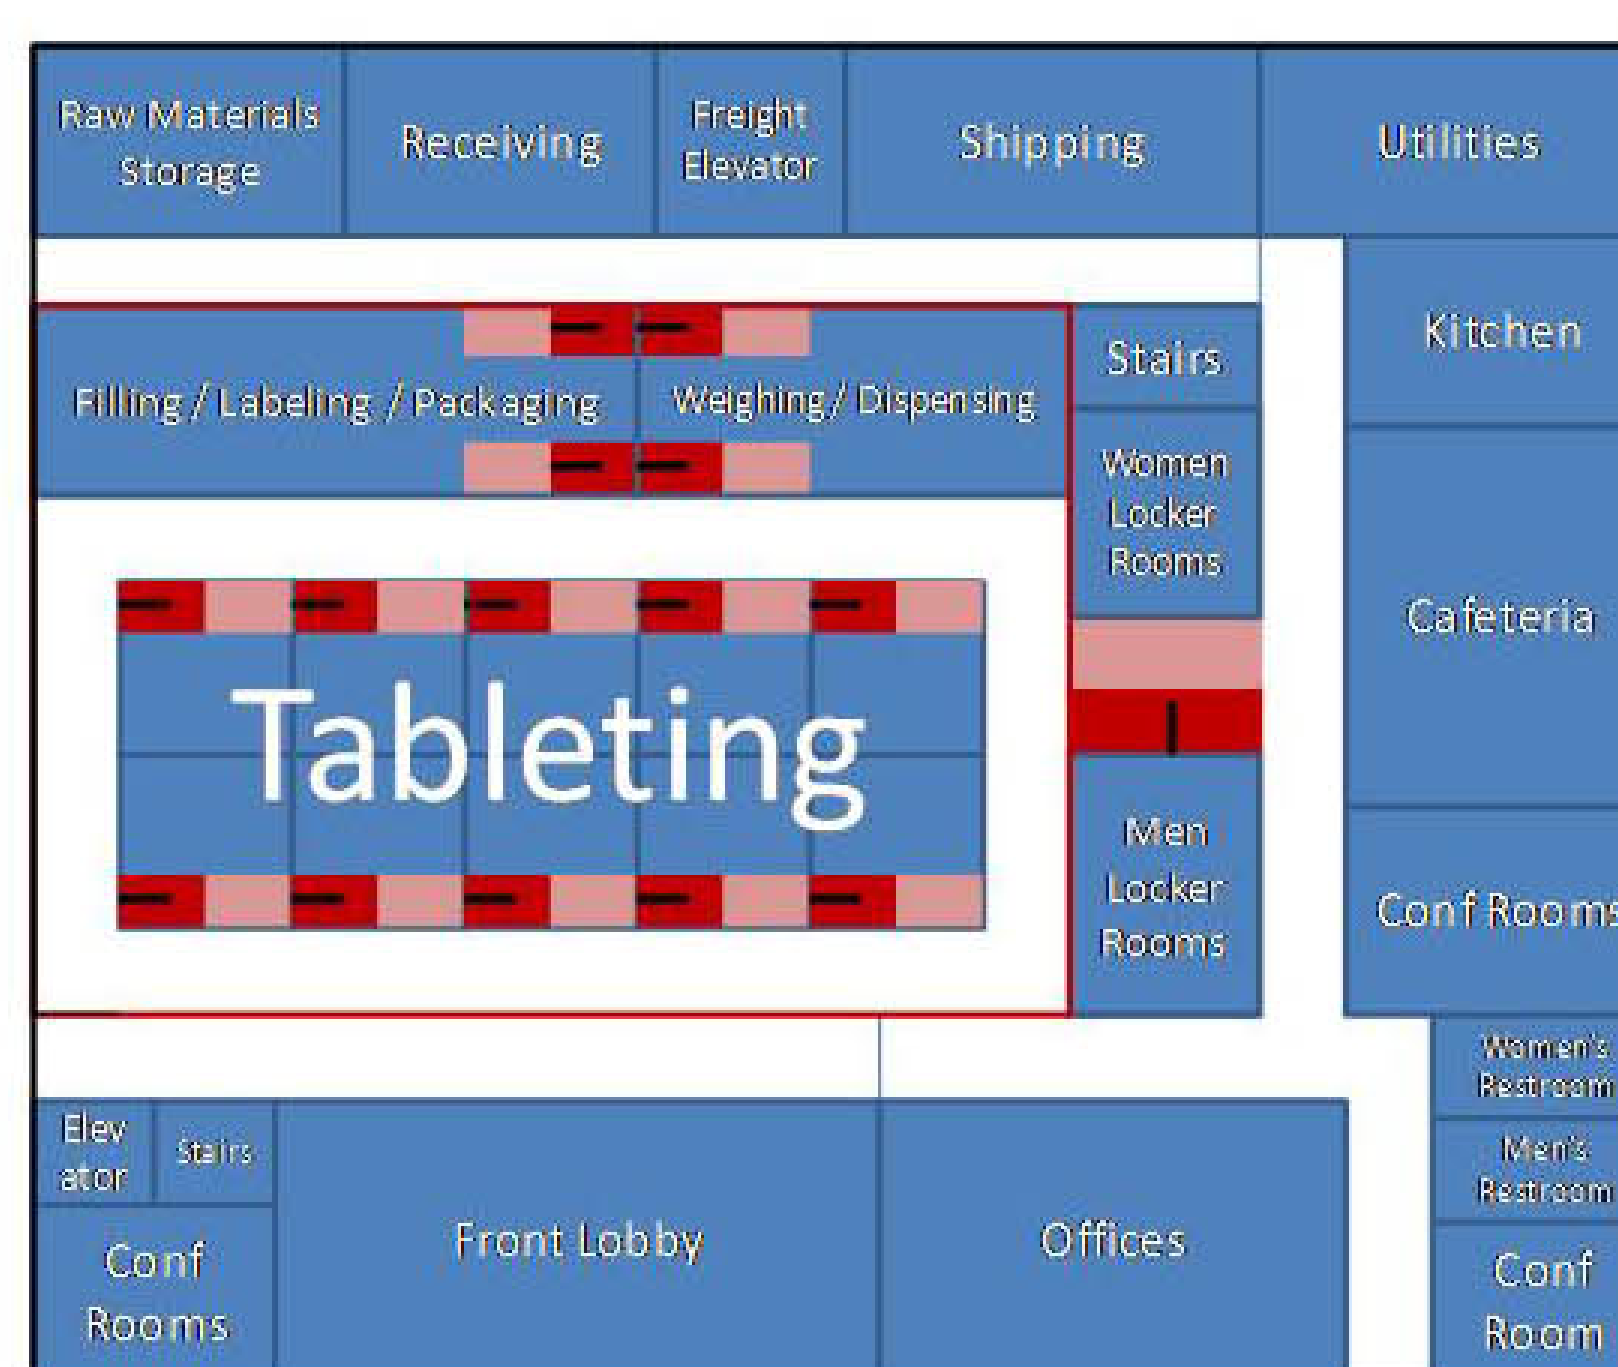 Raw Materials
Storage
Receiving
Freight
Elevator
Shipping
Utilities
Filling / Labeling / Packaging
Weighing / Dispensing
Stairs
Women
Locker
Rooms
Kitchen
Cafeteria
Tableting
Men
Locker
Rooms
Conf Rooms
Women's
Restroom
Men's
Restroom
Elev
ator
Stairs
Conf
Rooms
Front Lobby
Offices
Conf
Room